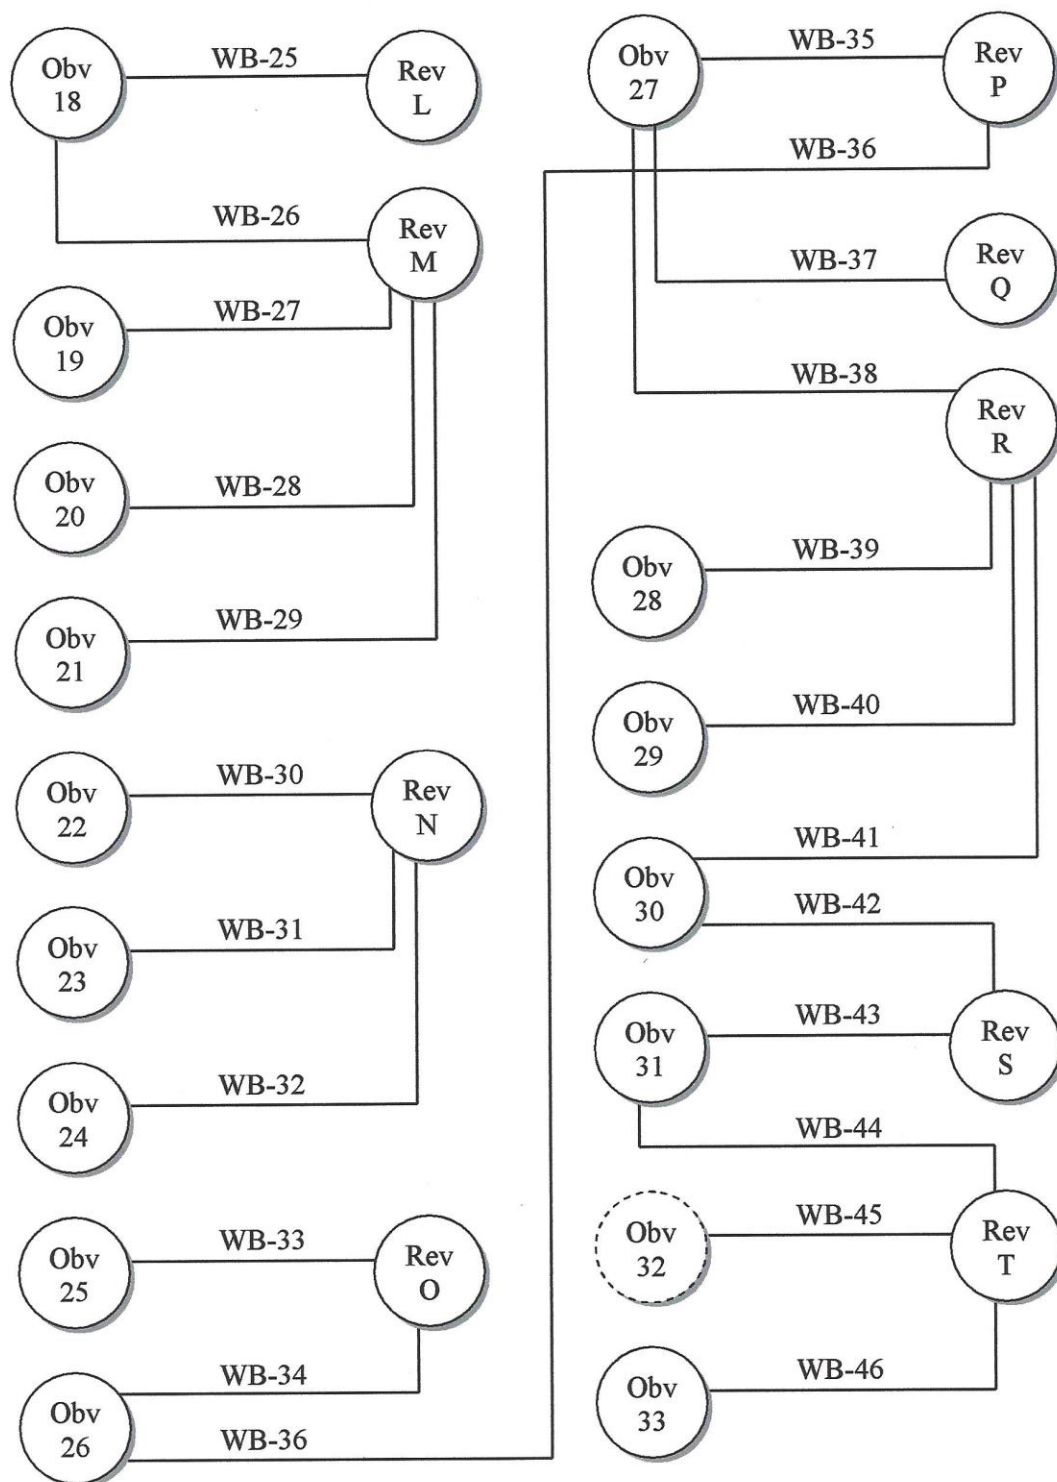 Obv
18
WB-25
Rev
L
WB-26
Rev
M
Obv
19
WB-27
Obv
20
WB-28
Obv
21
WB-29
Obv
22
WB-30
Rev
N
Obv
23
WB-31
Obv
24
WB-32
Obv
25
WB-33
Rev
O
WB-34
Obv
26
WB-36
Obv
27
WB-35
Rev
P
WB-36
WB-37
Rev
Q
WB-38
Rev
R
Obv
28
WB-39
Obv
29
WB-40
WB-41
Obv
30
WB-42
Obv
31
WB-43
Rev
S
WB-44
Obv
32
WB-45
Rev
T
Obv
33
WB-46